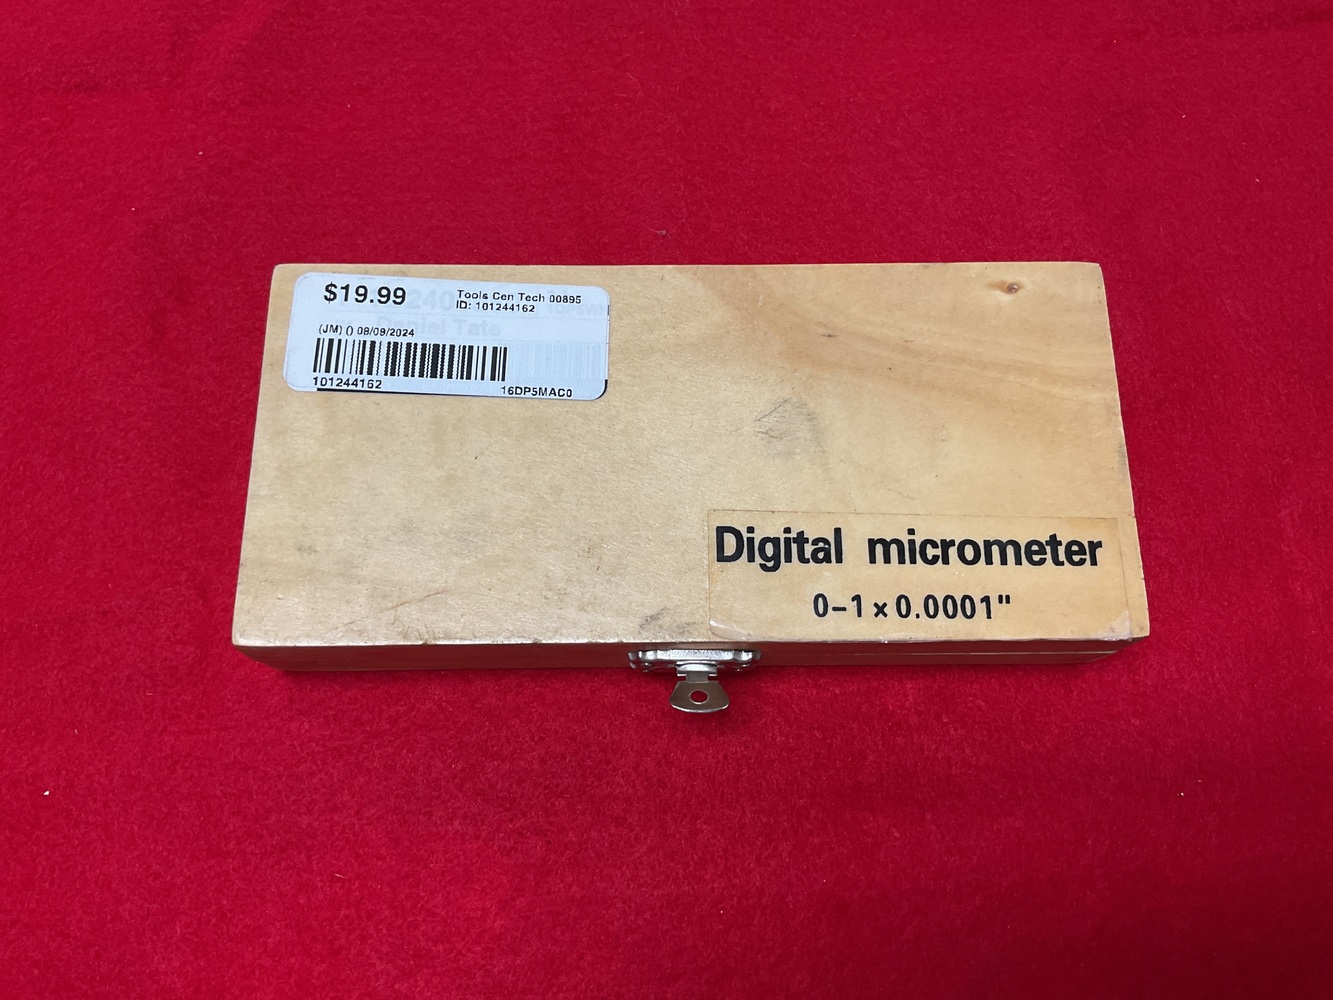 $19.99
Tools Cen Tech 00895
ID: 101244162
(JM) () 08/09/2024
101244162
16DP5MAC0
Digital micrometer
0-1×0.0001"